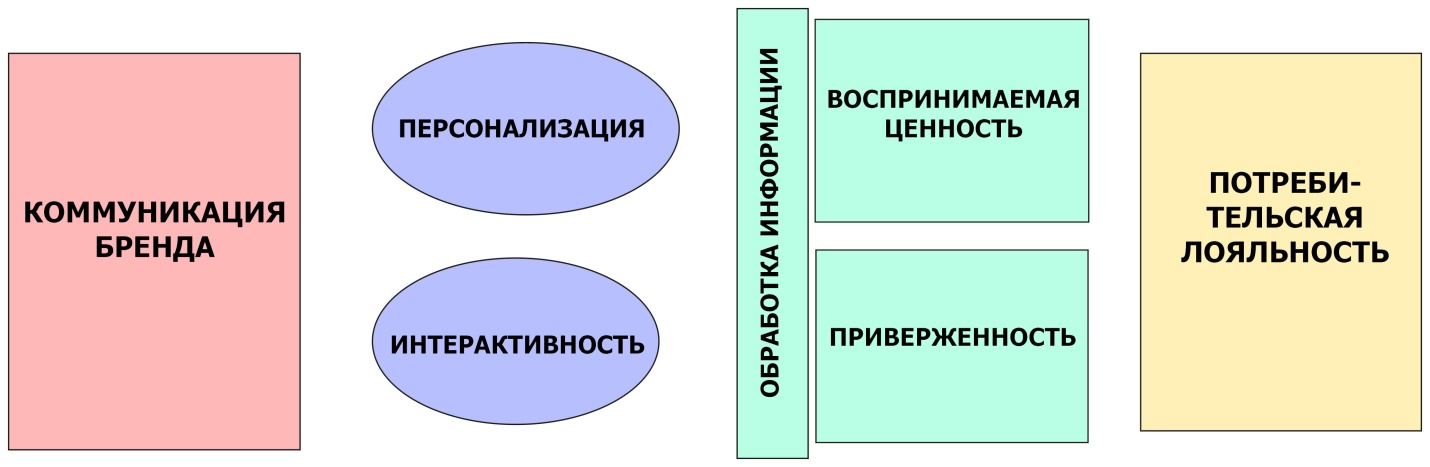 КОММУНИКАЦИЯ
БРЕНДА
ПЕРСОНАЛИЗАЦИЯ
ИНТЕРАКТИВНОСТЬ
ОБРАБОТКА ИНФОРМАЦИИ
ВОСПРИНИМАЕМАЯ
ЦЕННОСТЬ
ПРИВЕРЖЕННОСТЬ
ПОТРЕБИ-
ТЕЛЬСКАЯ
ЛОЯЛЬНОСТЬ